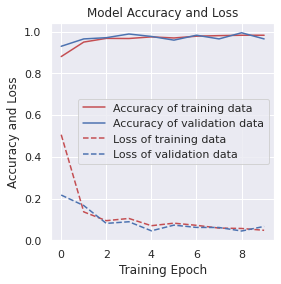 Model Accuracy and Loss
1.0
0.8
0.6
0.4
0.2
0.0
Accuracy and Loss
Accuracy of training data
Accuracy of validation data
Loss of training data
Loss of validation data
0 2 4 6 8
Training Epoch